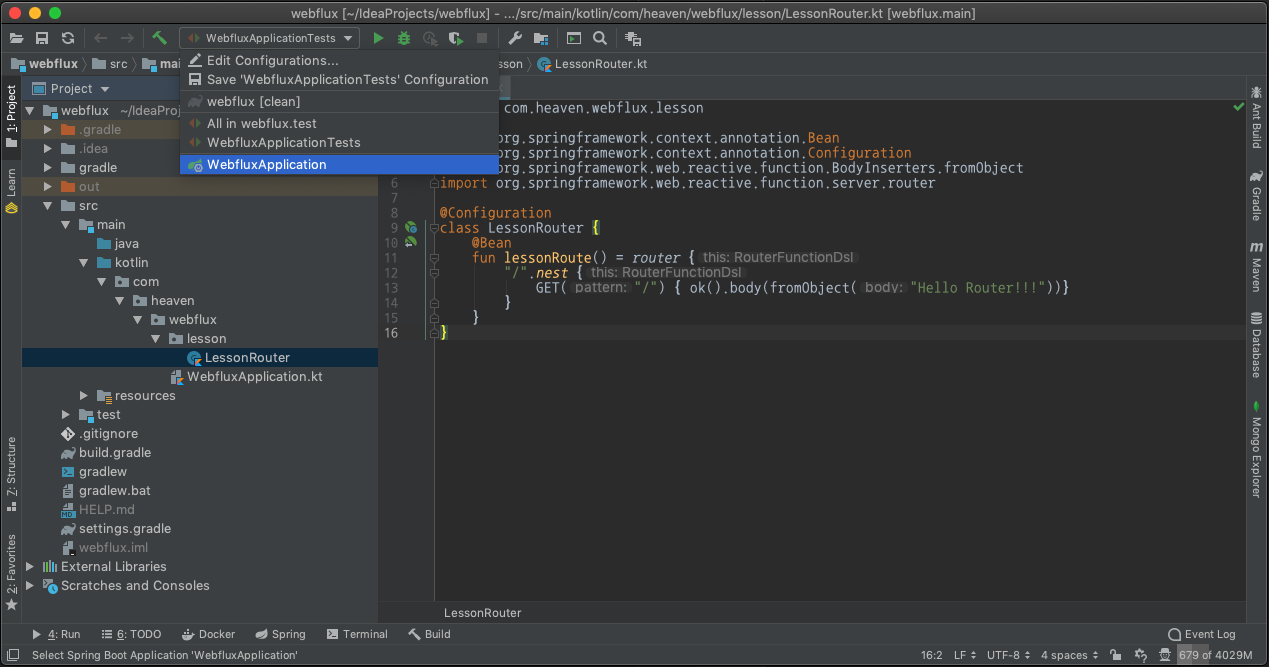 webflux [~/IdeaProjects/webflux] - .../src/main/kotlin/com/heaven/webflux/lesson/LessonRouter.kt [webflux.main]
WebfluxApplicationTests
webflux
src
mai
sson
LessonRouter.kt
Edit Configurations...
Save 'WebfluxApplicationTests' Configuration
webflux [clean]
All in webflux.test
WebfluxApplicationTests
WebfluxApplication
1: Project
Learn
7: Structure
2: Favorites
Project
webflux ~/IdeaProj
.gradle
.idea
gradle
out
src
main
java
kotlin
com
heaven
webflux
lesson
LessonRouter
WebfluxApplication.kt
resources
test
.gitignore
build.gradle
gradlew
gradlew.bat
HELP.md
settings.gradle
webflux.iml
External Libraries
Scratches and Consoles
com.heaven.webflux.lesson
org.springframework.context.annotation.Bean
org.springframework.context.annotation.Configuration
org.springframework.web.reactive.function.BodyInserters.fromObject
6 import org.springframework.web.reactive.function.server.router
7
8 @Configuration
9 class LessonRouter {
10 @Bean
11 fun lessonRoute() = router { this: RouterFunctionDsl
12 "/".nest { this: RouterFunctionDsl
13 GET( pattern: "/") { ok().body(fromObject( body: "Hello Router!!!"))}
14 }
15 }
16 }
LessonRouter
Ant Build
Gradle
m Maven
Database
Mongo Explorer
4: Run
6: TODO
Docker
Spring
Terminal
Build
Event Log
Select Spring Boot Application 'WebfluxApplication'
16:2
LF
UTF-8
4 spaces
679 of 4029M